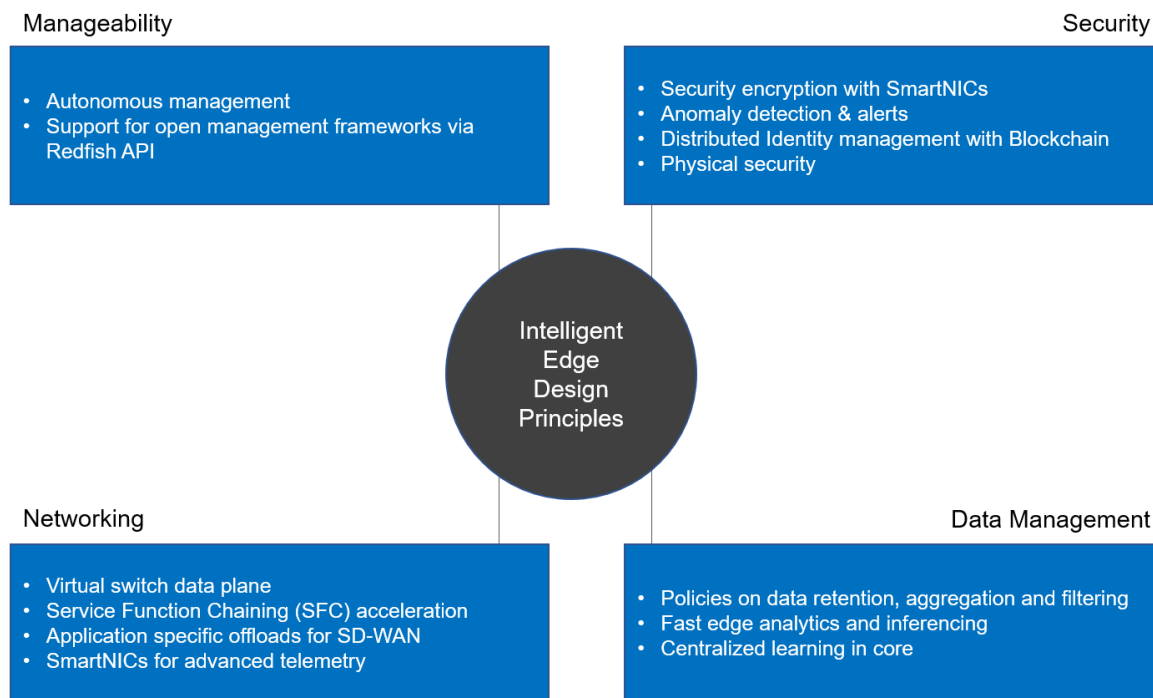 Manageability
• Autonomous management
• Support for open management frameworks via
Redfish API
Security
• Security encryption with SmartNICs
• Anomaly detection & alerts
• Distributed Identity management with Blockchain
• Physical security
Intelligent
Edge
Design
Principles
Networking
• Virtual switch data plane
• Service Function Chaining (SFC) acceleration
• Application specific offloads for SD-WAN
• SmartNICs for advanced telemetry
Data Management
• Policies on data retention, aggregation and filtering
• Fast edge analytics and inferencing
• Centralized learning in core